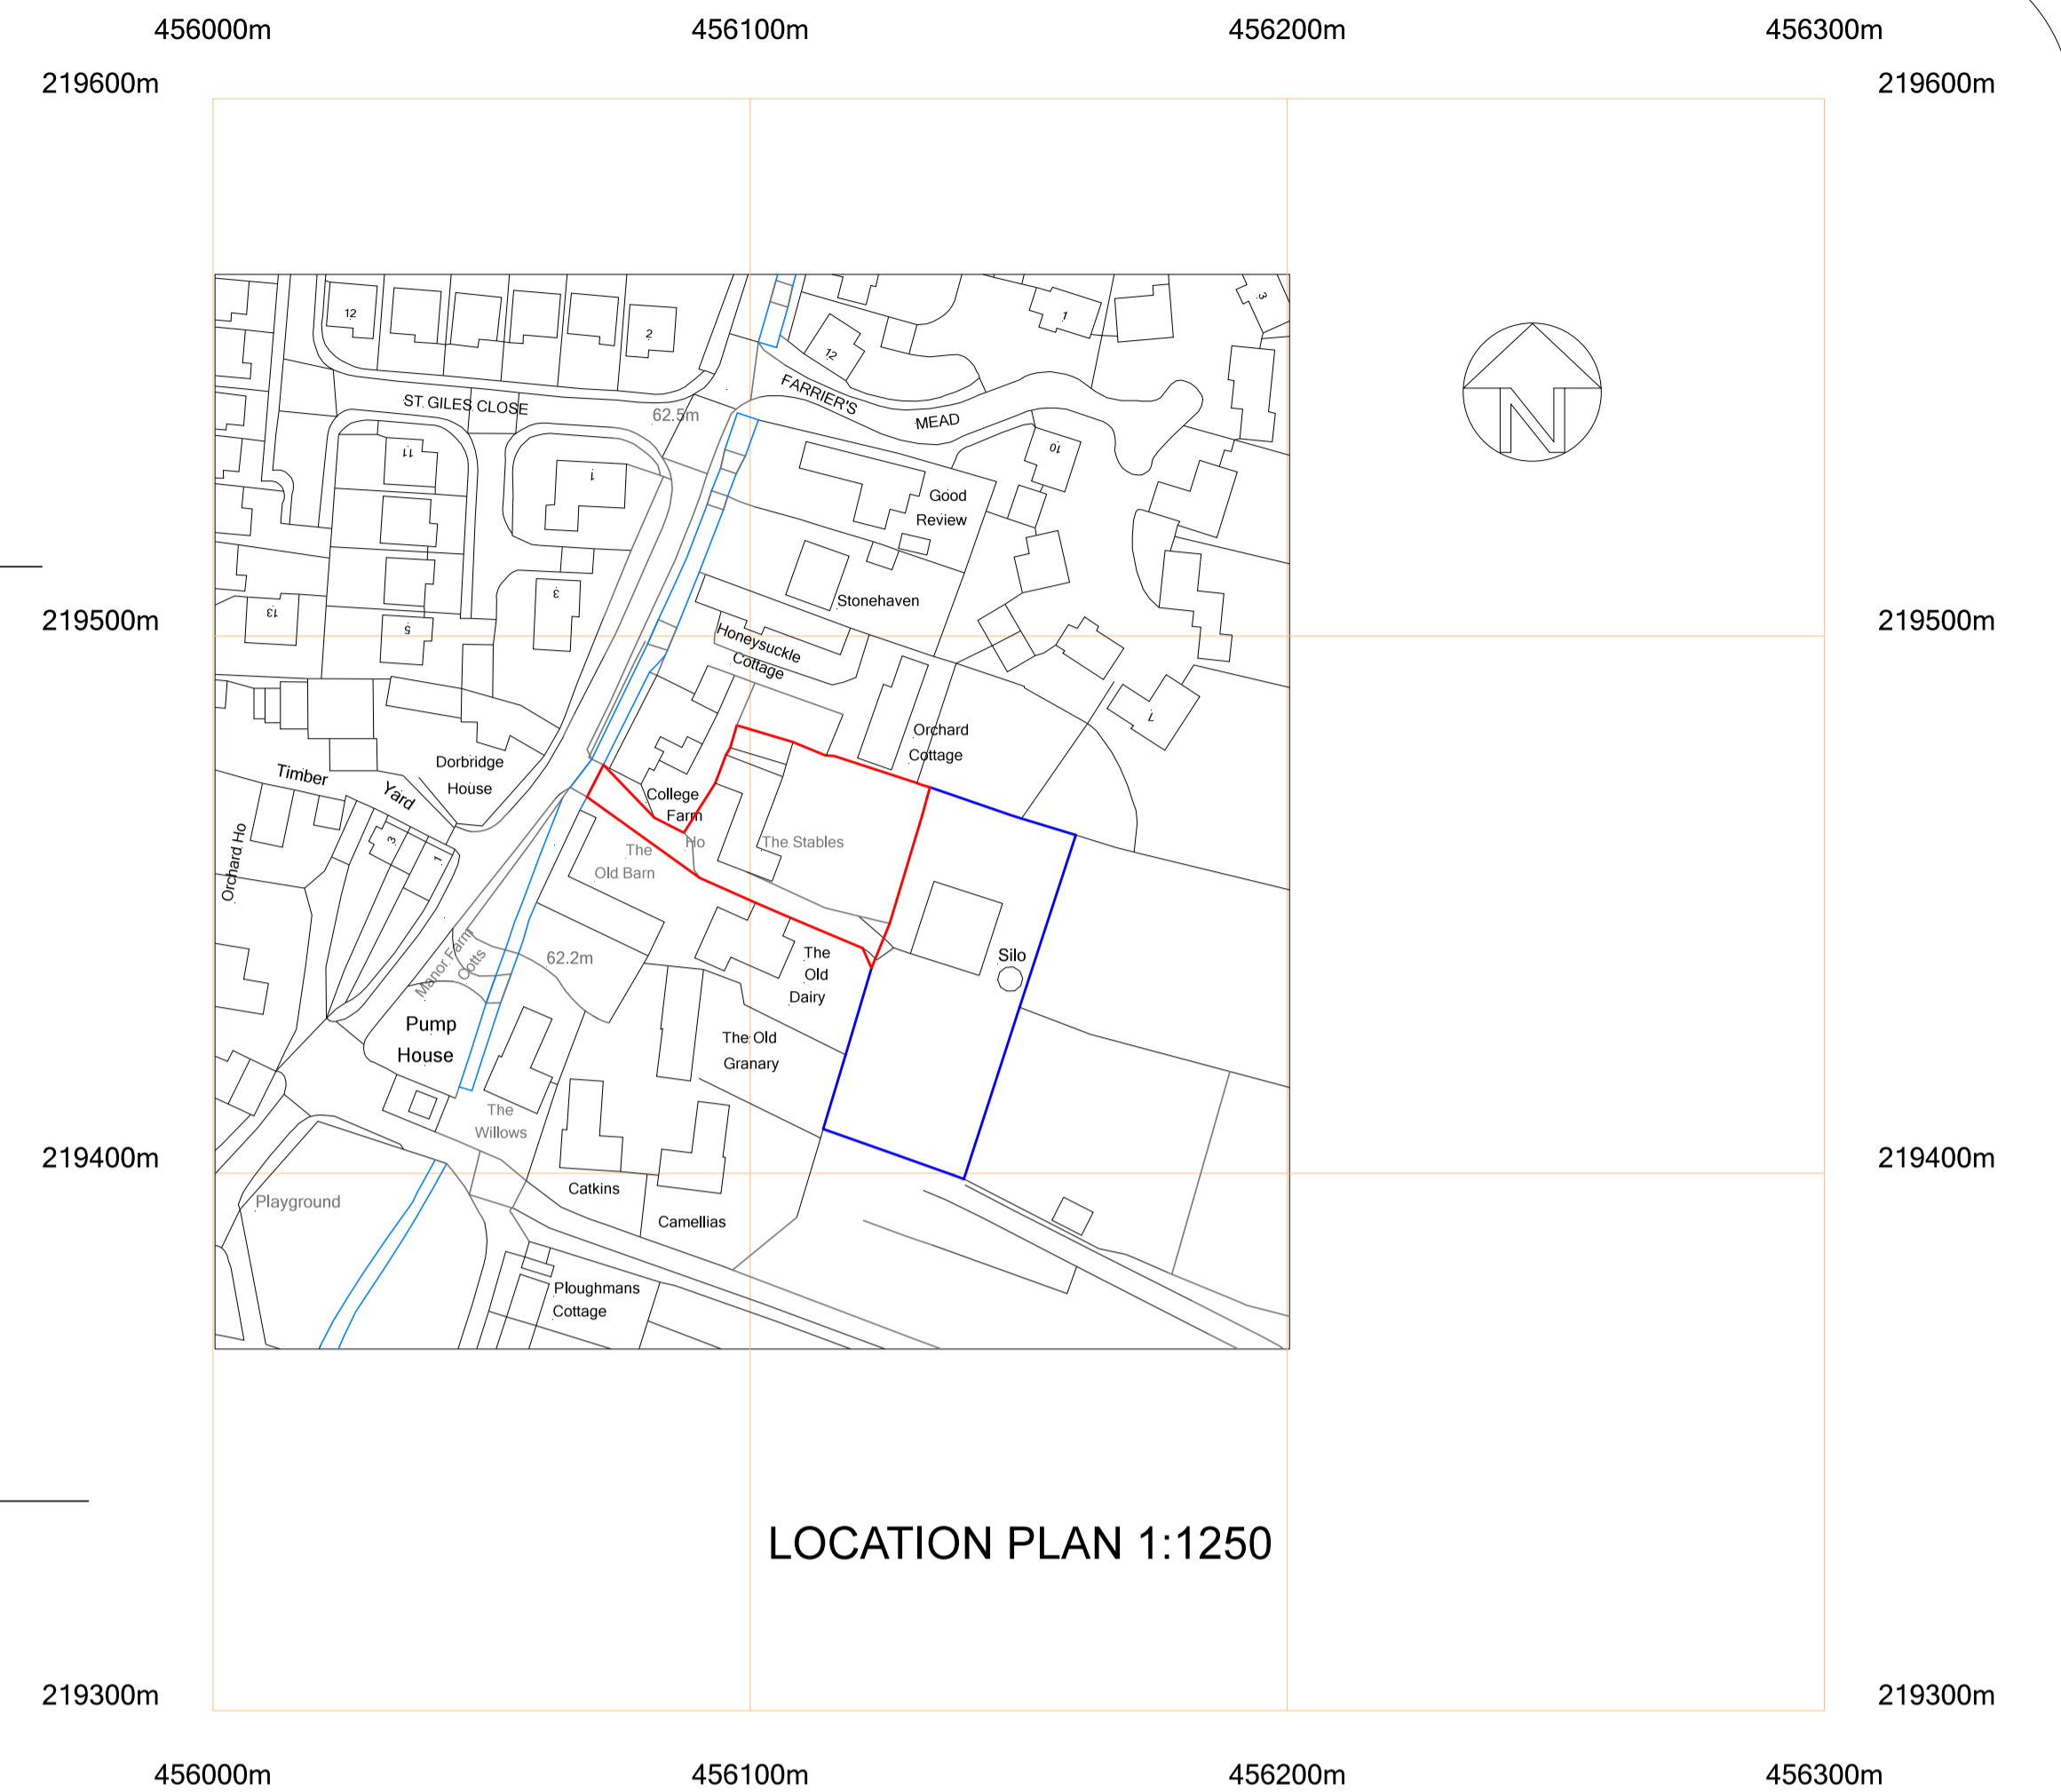 456000m 456100m 456200m 456300m
219600m 219600m
12
2
12
1
3
ST GILES CLOSE
62.5m
FARRIER'S
MEAD
11
1
10
Good
Review
13
5
3
Stonehaven
219500m 219500m
Honeysuckle
Cottage
7
Orchard
Cottage
Dorbridge
House
Timber
Yard
College
Farm
Ho
The Stables
The
Old Barn
Orchard Ho
3
1
Manor Farm
Cotts
62.2m
The
Old
Dairy
Silo
Pump
House
The Old
Granary
The
Willows
219400m 219400m
Playground
Catkins
Camellias
Ploughmans
Cottage
LOCATION PLAN 1:1250
N
219300m 219300m
456000m 456100m 456200m 456300m